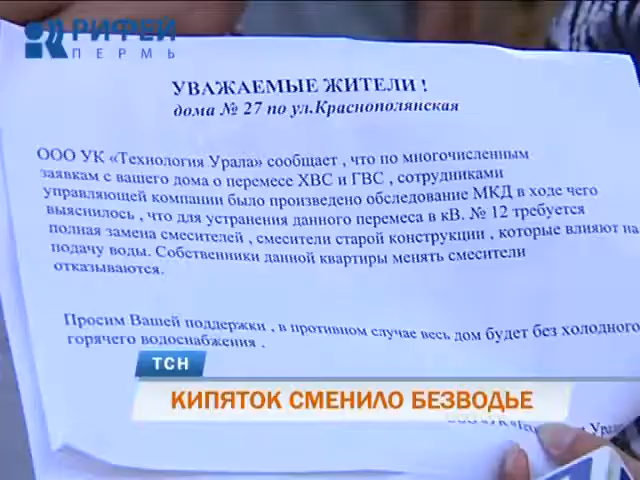 РИФЕЙ
ПЕРМЬ
УВАЖАЕМЫЕ ЖИТЕЛИ !
дома № 27 по ул.Краснополянская
ООО УК «Технология Урала» сообщает , что по многочисленным
заявкам с вашего дома о перемесе ХВС и ГВС , сотрудниками
управляющей компании было произведено обследование МКД в ходе чего
выяснилось , что для устранения данного перемеса в кВ. № 12 требуется
полная замена смесителей , смесители старой конструкции , которые влияют на
подачу воды. Собственники данной квартиры менять смесители
отказываются.
Просим Вашей поддержки , в противном случае весь дом будет без холодного
горячего водоснабжения .
ТСН
КИПЯТОК СМЕНИЛО БЕЗВОДЬЕ